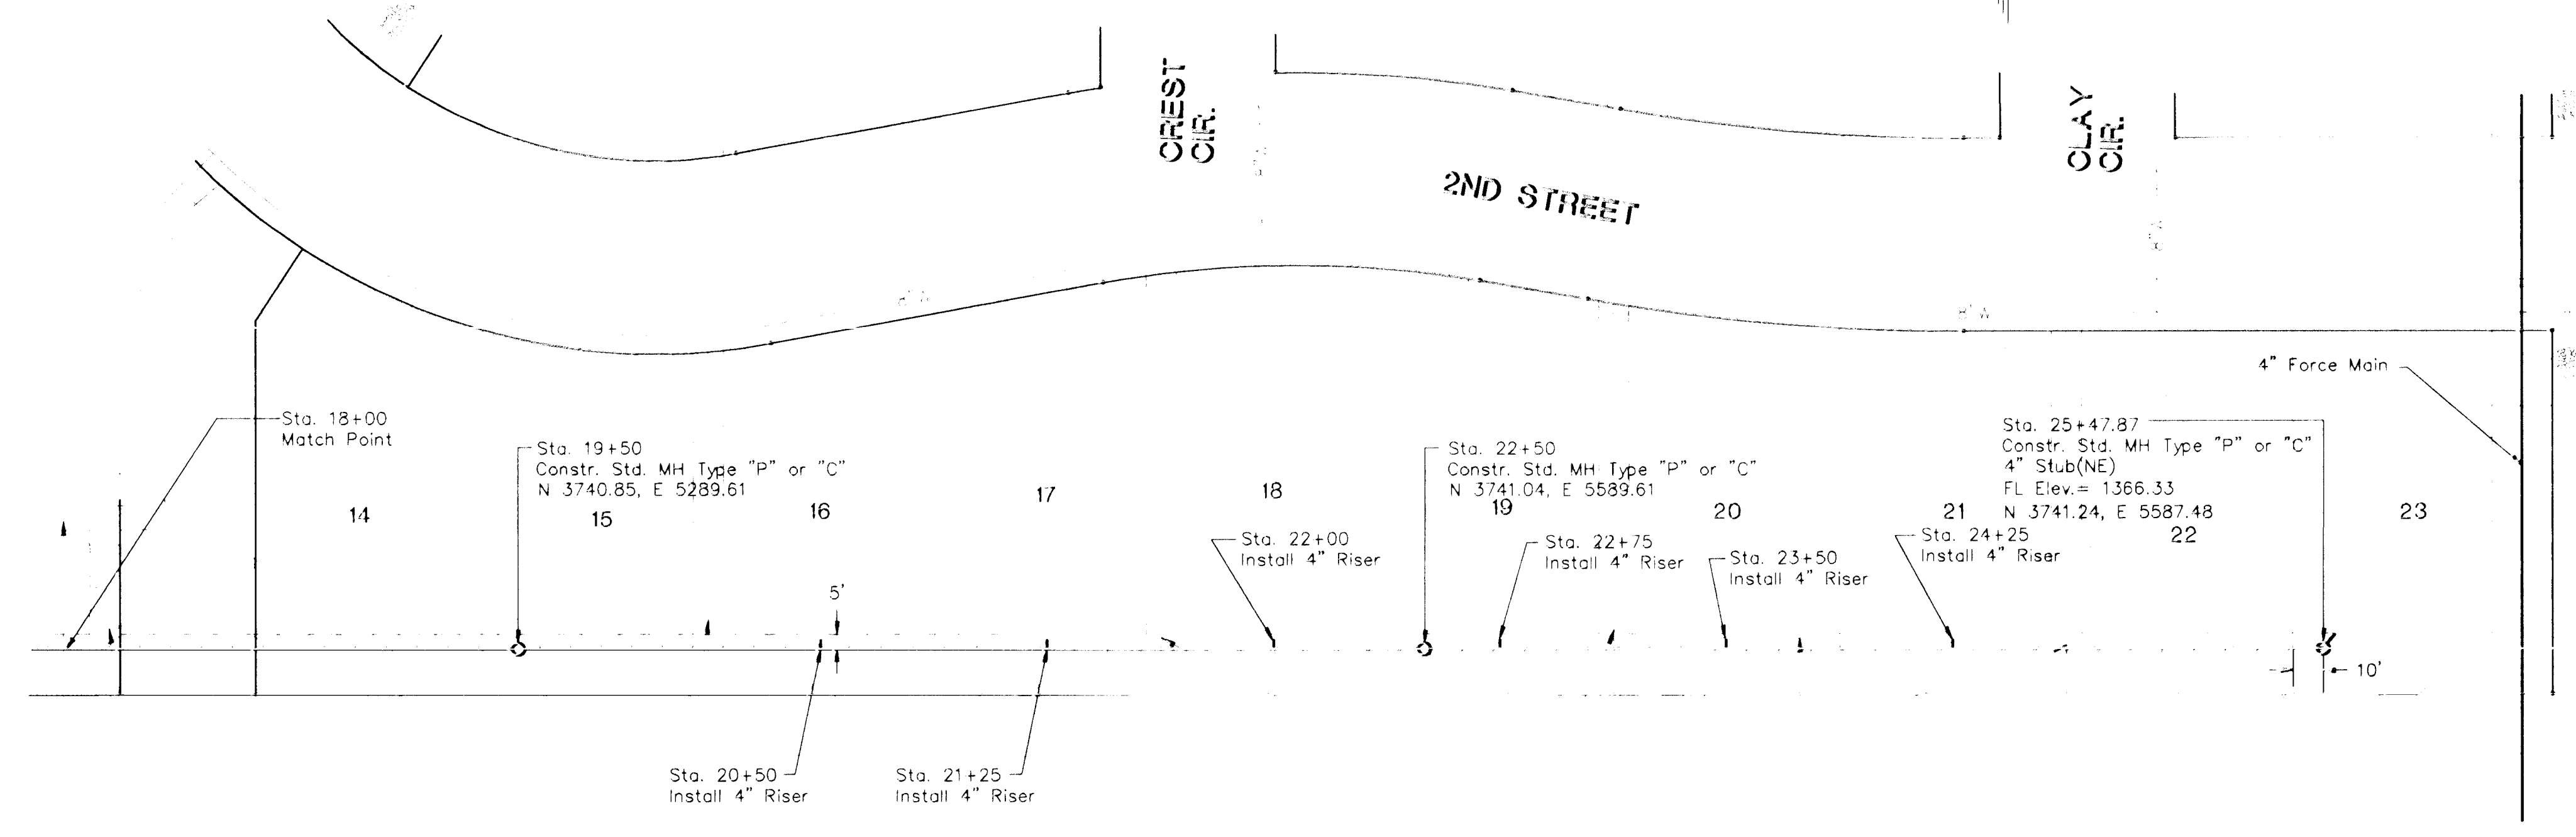 CREST
CIR.
CLAY
CIR.
2ND STREET
8" W
8" W
4" Force Main
Sta. 18+00
Match Point
Sta. 19+50
Constr. Std. MH Type "P" or "C"
N 3740.85, E 5289.61
Sta. 22+50
Constr. Std. MH Type "P" or "C"
N 3741.04, E 5589.61
Sta. 25+47.87
Constr. Std. MH Type "P" or "C"
4" Stub(NE)
FL Elev.= 1366.33
N 3741.24, E 5587.48
14
15
16
17
18
19
20
21
22
23
Sta. 22+00
Install 4" Riser
Sta. 22+75
Install 4" Riser
Sta. 23+50
Install 4" Riser
Sta. 24+25
Install 4" Riser
5'
10'
Sta. 20+50
Install 4" Riser
Sta. 21+25
Install 4" Riser